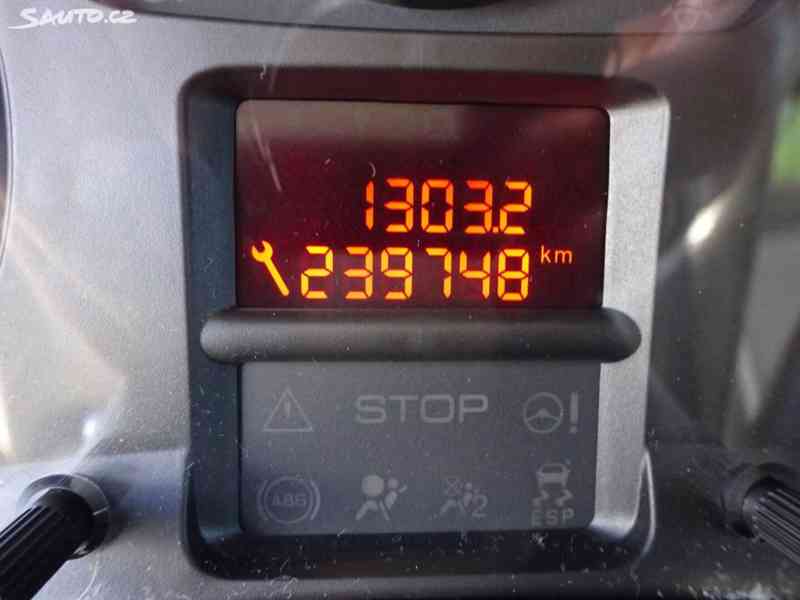 Sauto.cz
1303.2
239748 km
STOP
!
ABS
2
ESP